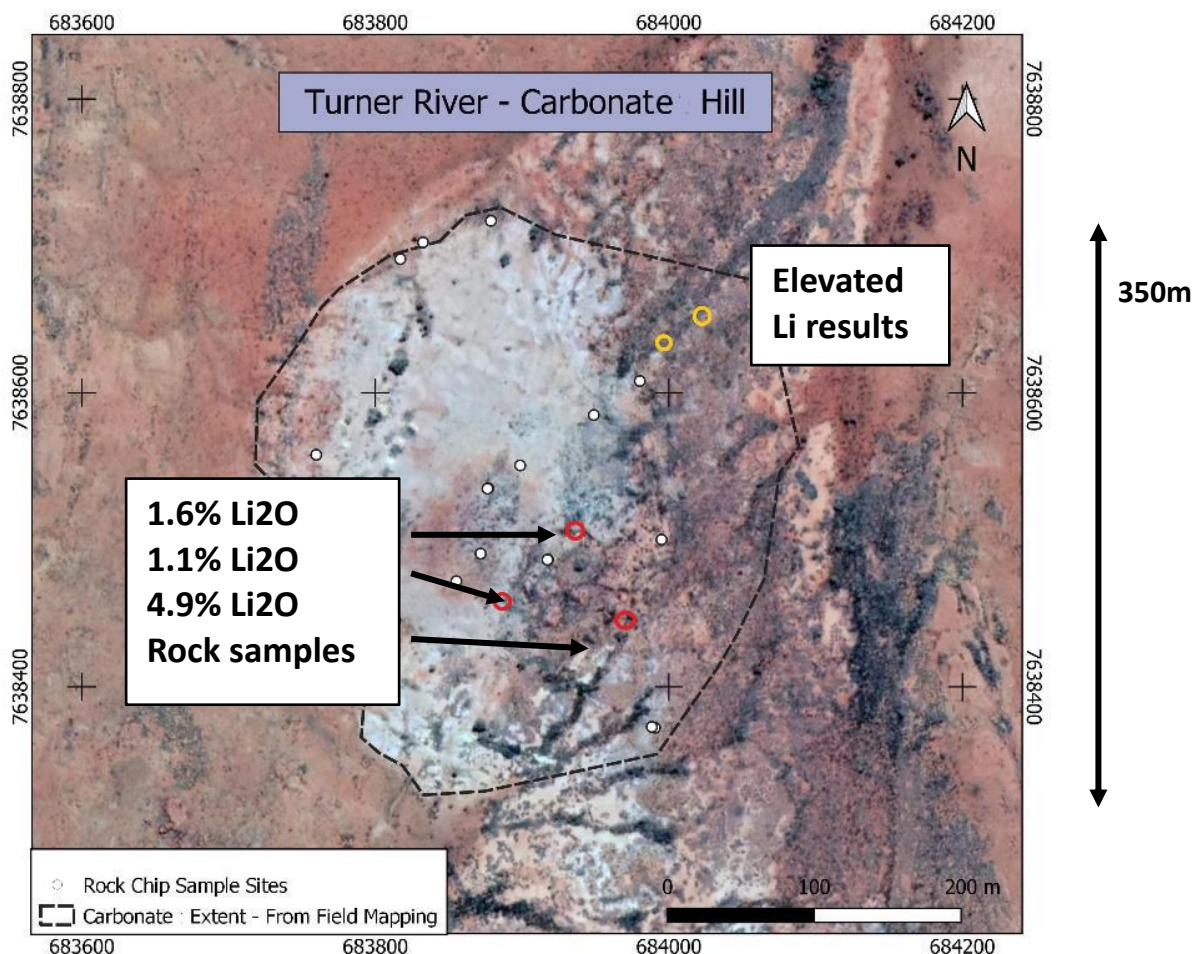 683600
683800
684000
684200
7638800
7638800
Turner River - Carbonate : Hill
N
Elevated
Li results
350m
7638600
7638600
1.6% Li2O
1.1% Li2O
4.9% Li2O
Rock samples
7638400
7638400
Rock Chip Sample Sites
Carbonate : Extent - From Field Mapping
0
100
200 m
683600
683800
684000
684200